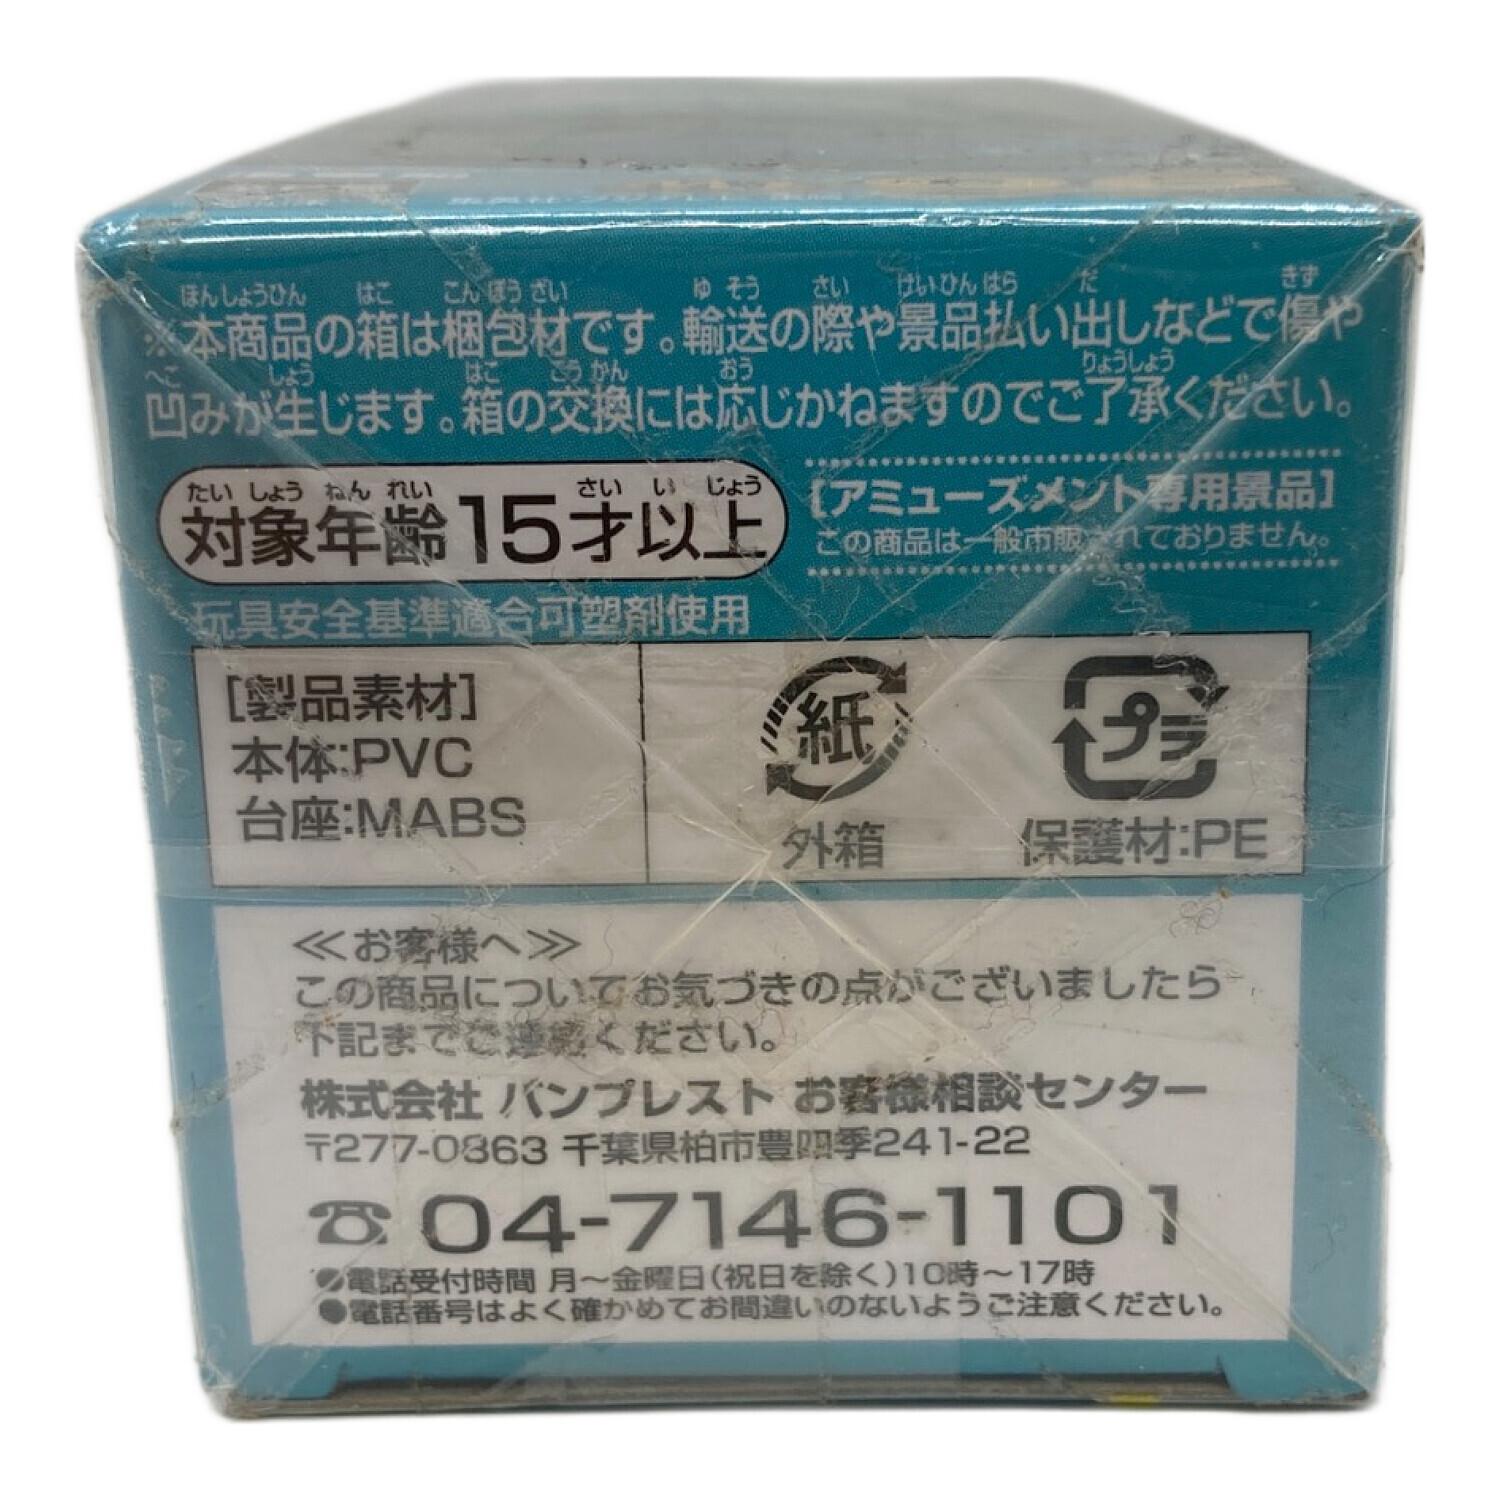 ※本商品の箱は梱包材です。輸送の際や景品払い出しなどで傷や
凹みが生じます。箱の交換には応じかねますのでご了承ください。
対象年齢15才以上
[アミューズメント専用景品]
この商品は一般市販されておりません。
玩具安全基準適合可塑剤使用
[製品素材]
本体:PVC
台座:MABS
紙
外箱
プラ
保護材:PE
≪お客様へ≫
この商品についてお気づきの点がございましたら
下記までご連絡ください。
株式会社 バンプレスト お客様相談センター
〒277-0863 千葉県柏市豊四季241-22
☎04-7146-1101
●電話受付時間 月～金曜日(祝日を除く)10時～17時
●電話番号はよく確かめてお間違いのないようご注意ください。